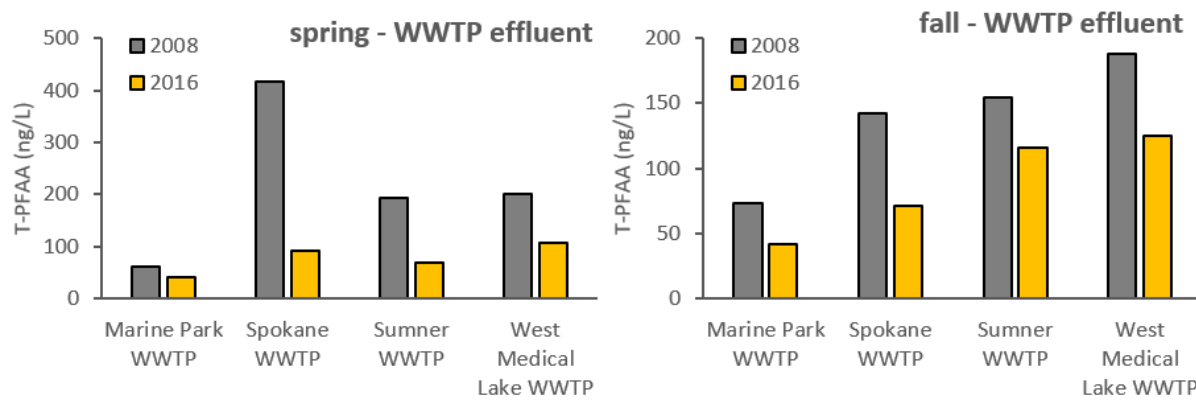 spring - WWTP effluent
2008
2016
T-PFAA (ng/L)
500
400
300
200
100
0
Marine Park
WWTP
Spokane
WWTP
Sumner
WWTP
West
Medical
Lake WWTP
fall - WWTP effluent
2008
2016
T-PFAA (ng/L)
200
150
100
50
0
Marine Park
WWTP
Spokane
WWTP
Sumner
WWTP
West
Medical
Lake WWTP